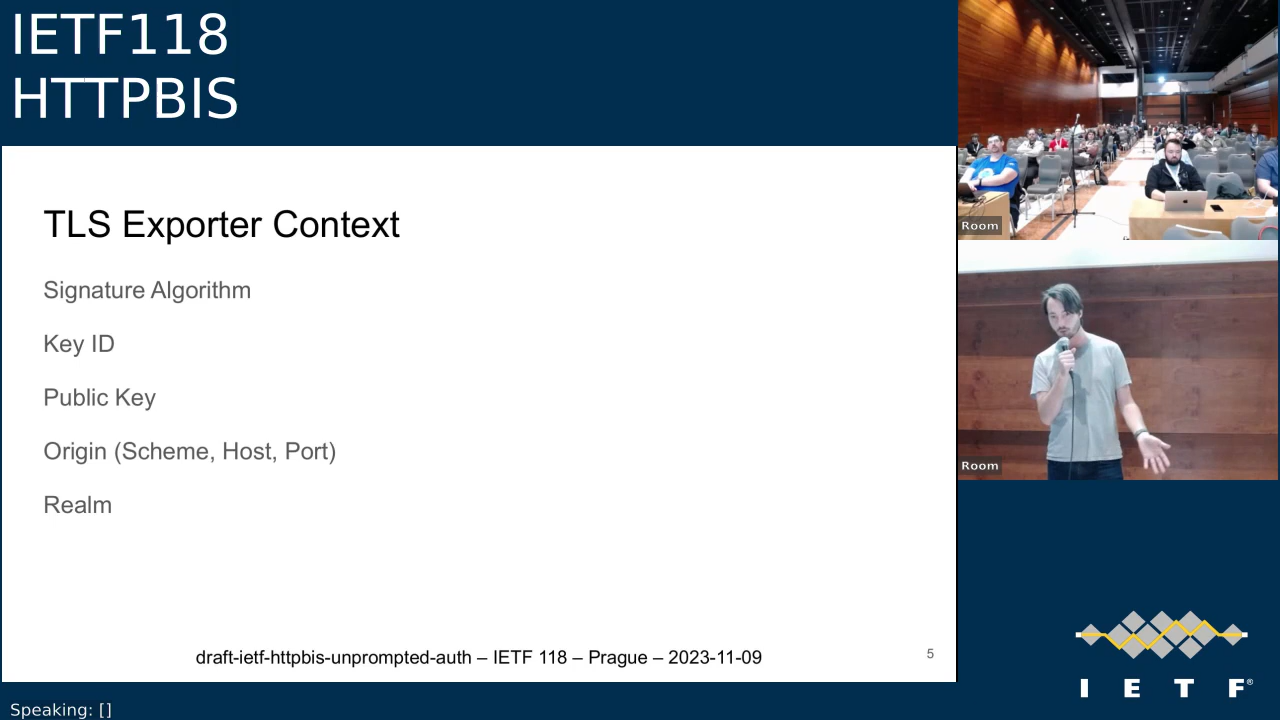 IETF118
HTTPBIS
TLS Exporter Context
Signature Algorithm
Key ID
Public Key
Origin (Scheme, Host, Port)
Realm
draft-ietf-httpbis-unprompted-auth – IETF 118 – Prague – 2023-11-09
5
Room
Room
I E T F®
Speaking: []